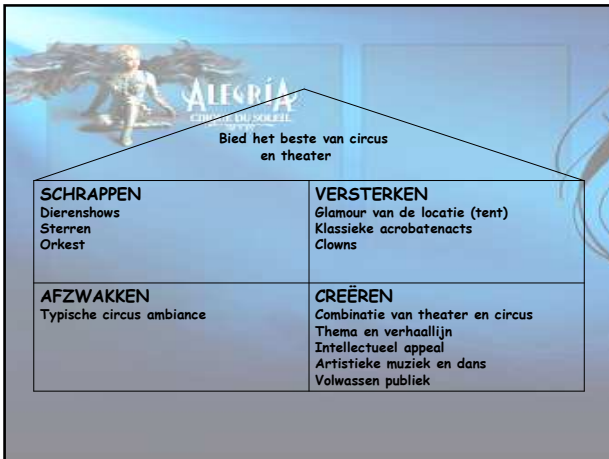 ALEGRÍA
CIRQUE DU SOLEIL
Bied het beste van circus
en theater
SCHRAPPEN
Dierenshows
Sterren
Orkest
VERSTERKEN
Glamour van de locatie (tent)
Klassieke acrobatenacts
Clowns
AFZWAKKEN
Typische circus ambiance
CREËREN
Combinatie van theater en circus
Thema en verhaallijn
Intellectueel appeal
Artistieke muziek en dans
Volwassen publiek